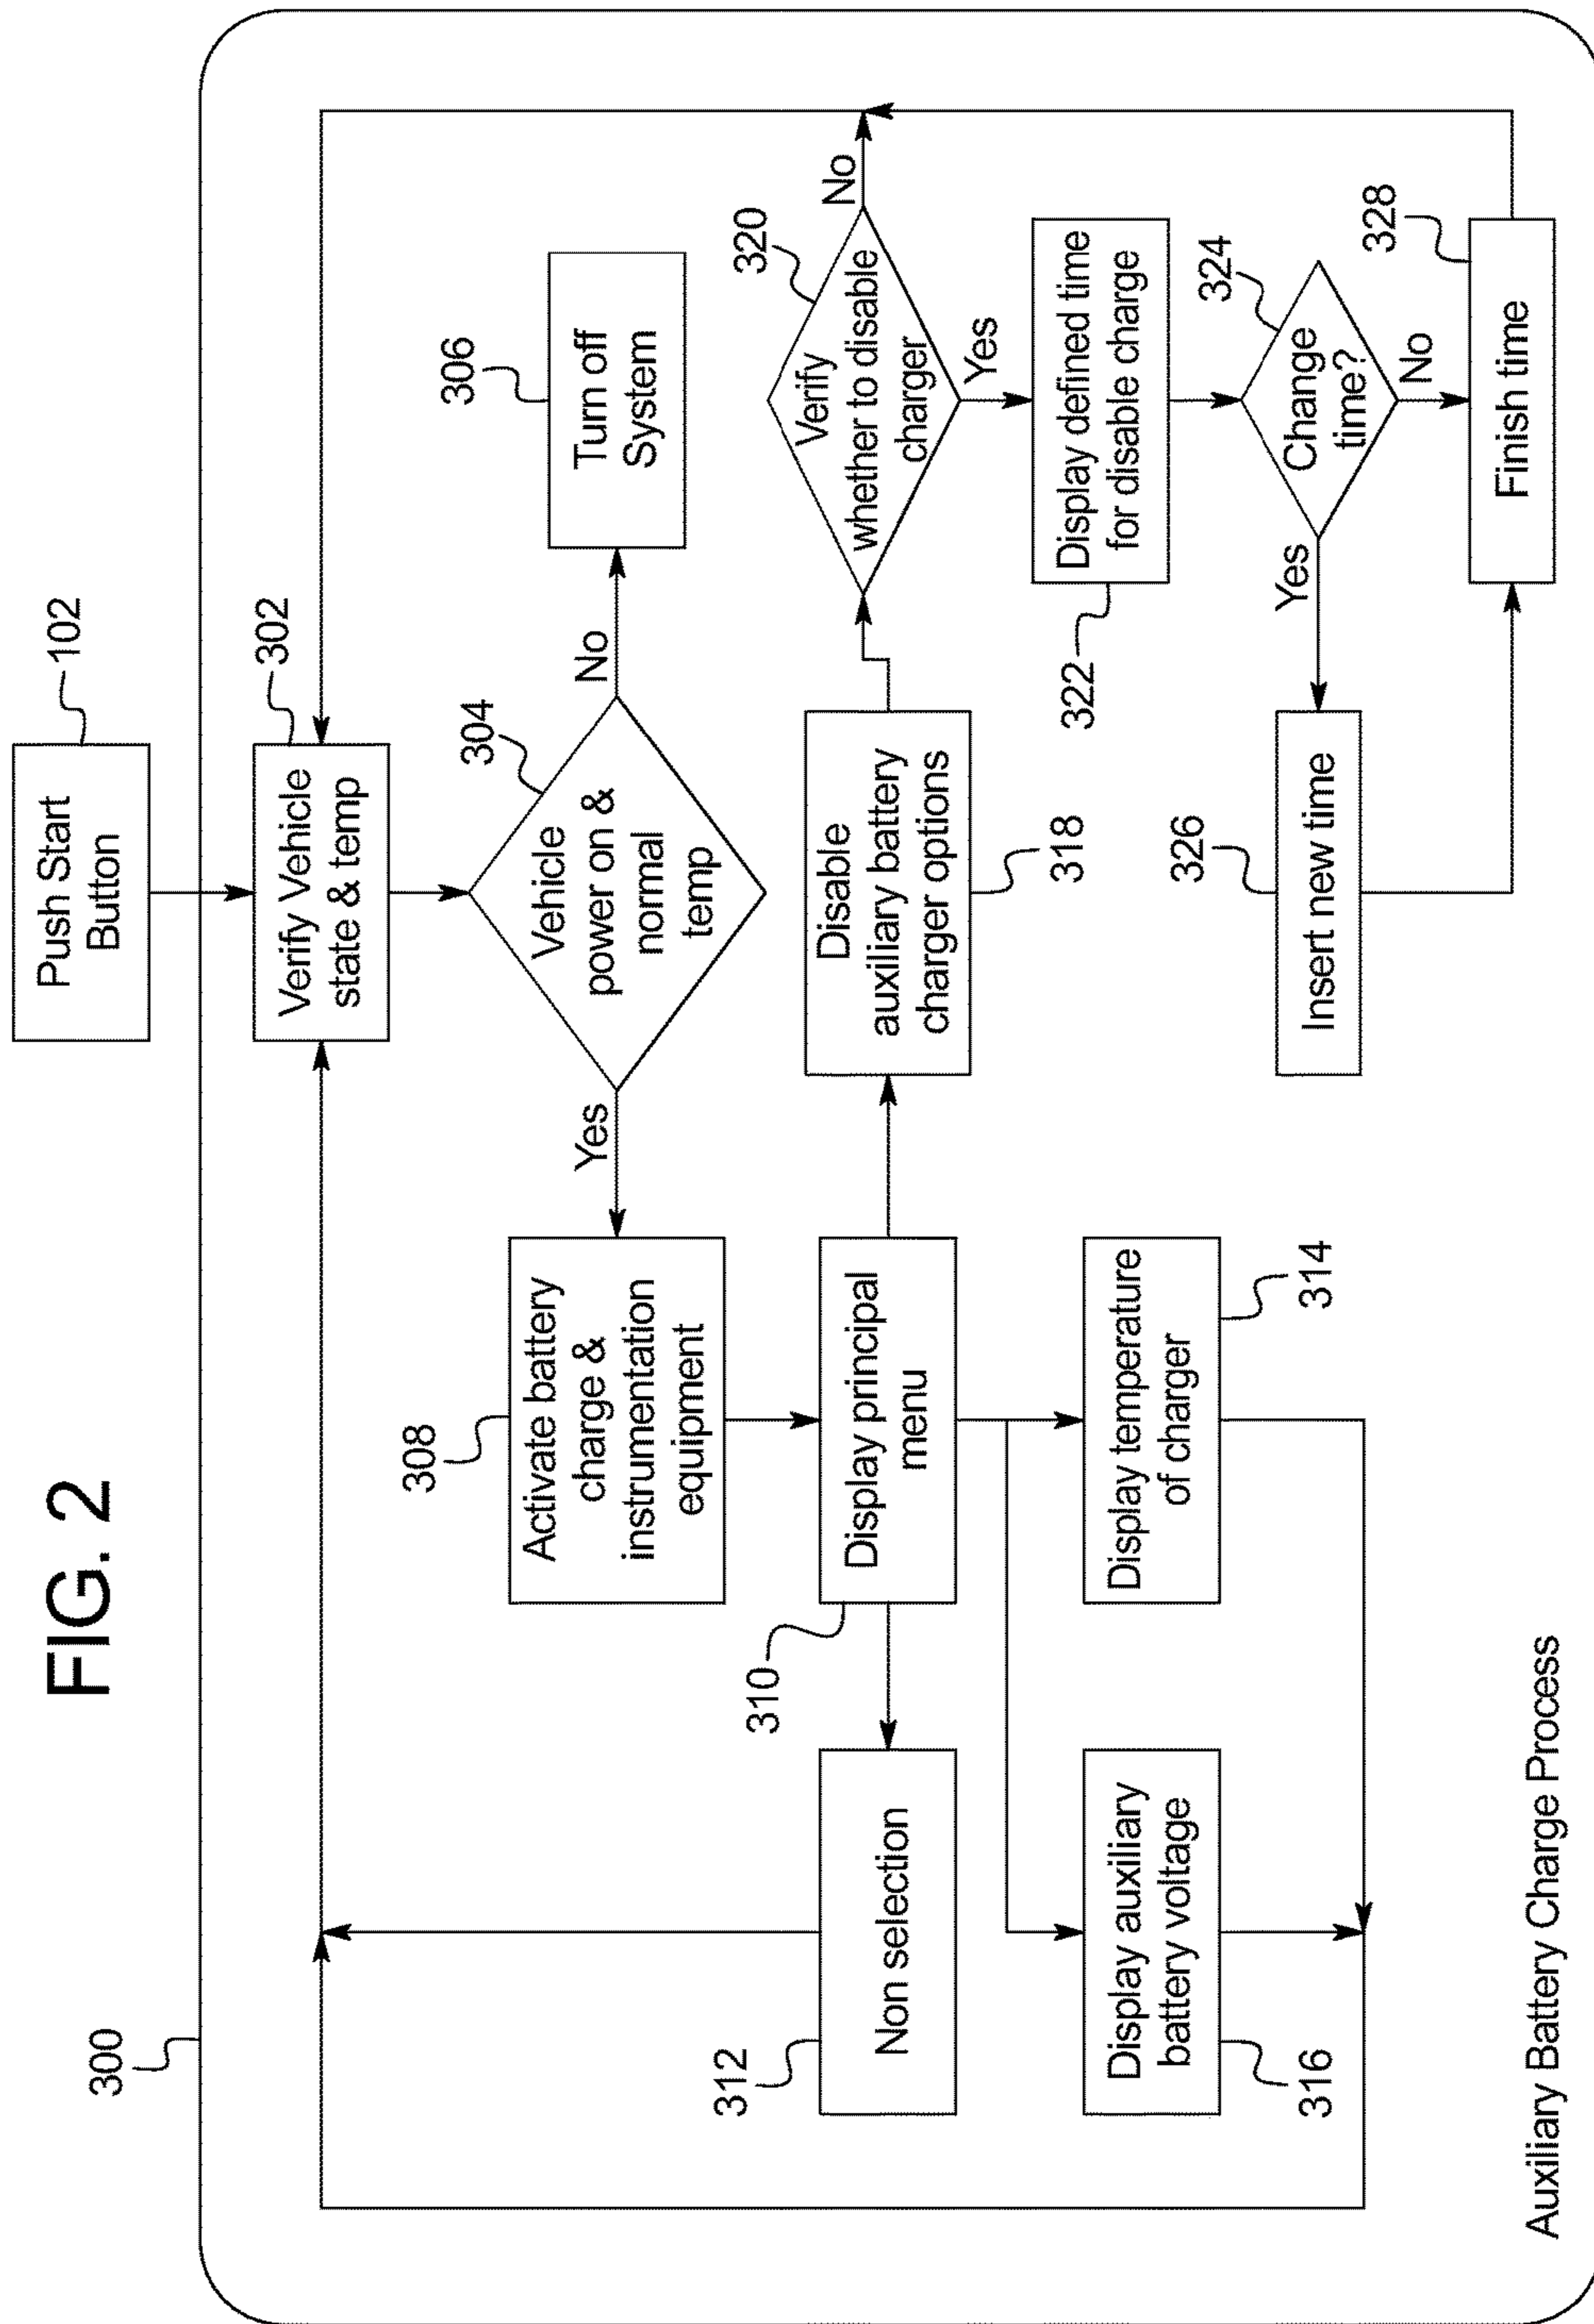 FIG. 2
300
Push Start
Button
102
Verify Vehicle
state & temp
302
Vehicle
power on &
normal
temp
304
No
Turn off
System
306
Yes
Activate battery
charge &
instrumentation
equipment
308
Display principal
menu
310
Non selection
312
Display temperature
of charger
314
Display auxiliary
battery voltage
316
Disable
auxiliary battery
charger options
318
Verify
whether to disable
charger
320
No
Yes
Display defined time
for disable charge
322
Change
time?
324
Yes
No
Insert new time
326
Finish time
328
Auxiliary Battery Charge Process